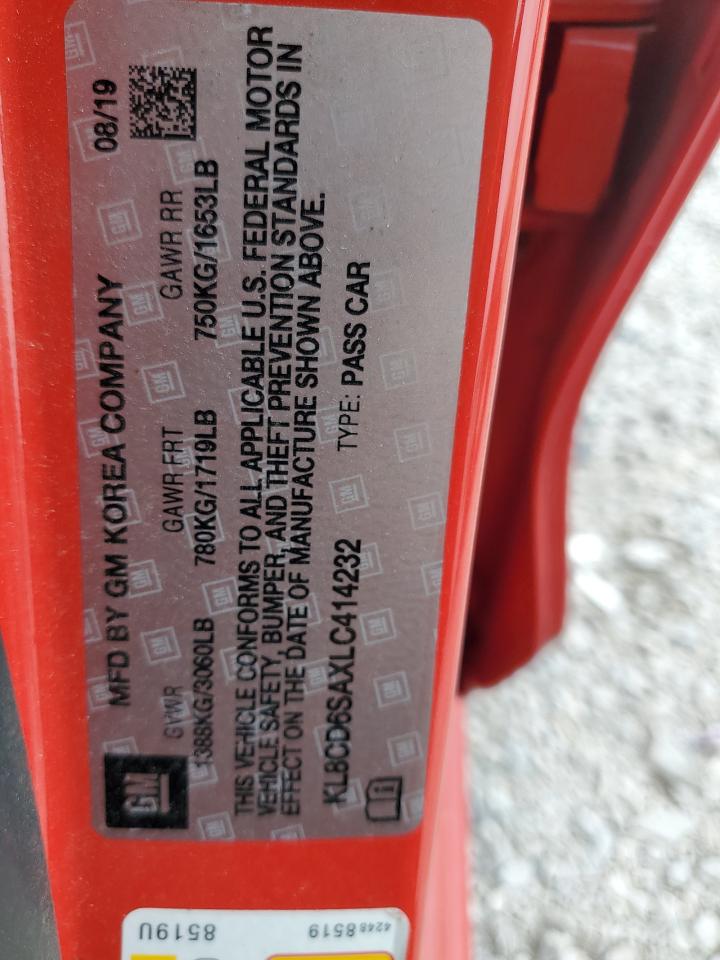 GM
MFD BY GM KOREA COMPANY 08/19
GVWR GAWR FRT GAWR RR
1388KG/3060LB 780KG/1719LB 750KG/1653LB
THIS VEHICLE CONFORMS TO ALL APPLICABLE U.S. FEDERAL MOTOR
VEHICLE SAFETY, BUMPER, AND THEFT PREVENTION STANDARDS IN
EFFECT ON THE DATE OF MANUFACTURE SHOWN ABOVE.
KL8CD6SAXLC414232 TYPE: PASS CAR
42488519
8519U